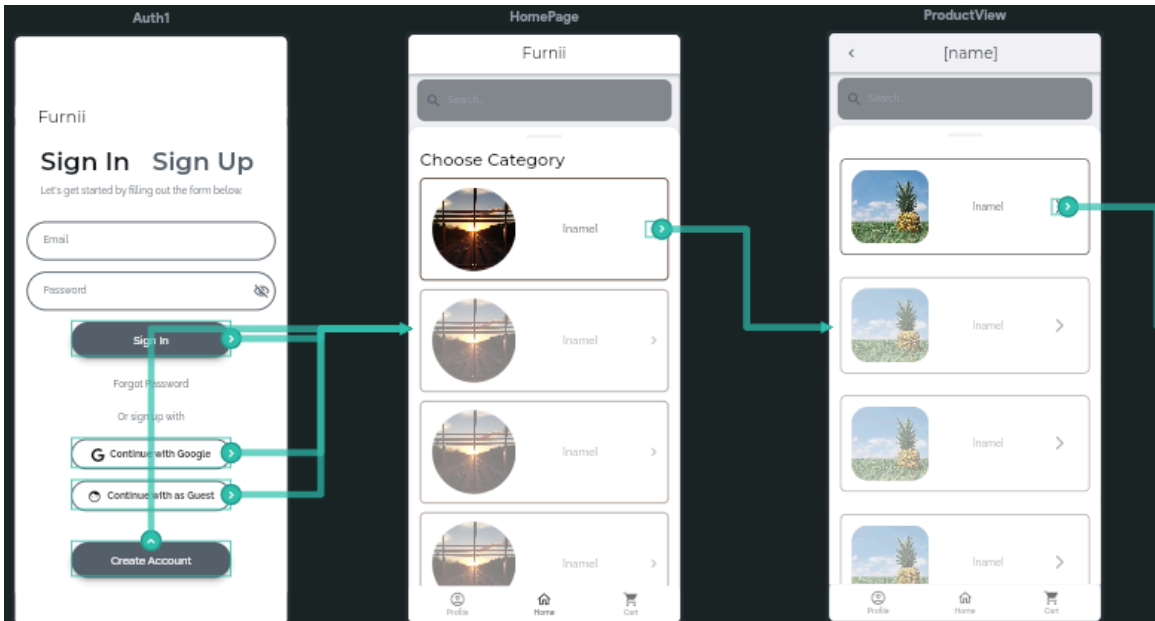 Auth1
Furnii
Sign In Sign Up
Let's get started by filling out the form below.
Email
Password
Sign In
Forgot Password
Or sign up with
Continue with Google
Continue with as Guest
Create Account
HomePage
Furnii
Search...
Choose Category
[name]
[name]
[name]
[name]
Profile
Home
Cart
ProductView
[name]
Search...
[name]
[name]
[name]
[name]
Profile
Home
Cart